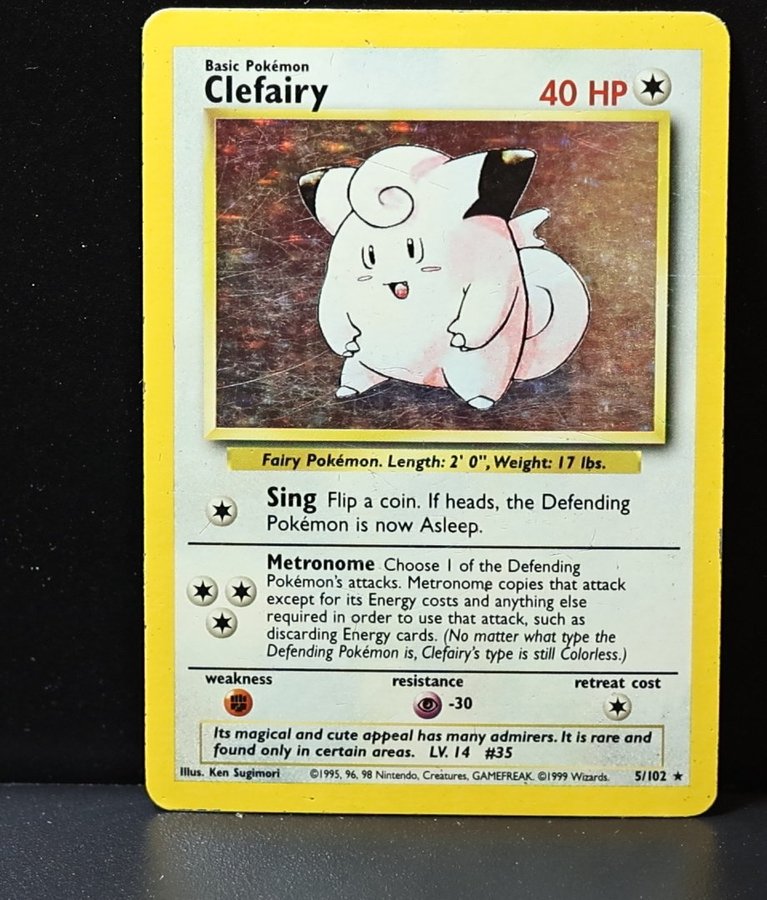 Basic Pokémon
Clefairy
40 HP
Fairy Pokémon. Length: 2' 0", Weight: 17 lbs.
Sing Flip a coin. If heads, the Defending
Pokémon is now Asleep.
Metronome Choose 1 of the Defending
Pokémon's attacks. Metronome copies that attack
except for its Energy costs and anything else
required in order to use that attack, such as
discarding Energy cards. (No matter what type the
Defending Pokémon is, Clefairy's type is still Colorless.)
weakness resistance retreat cost
-30
Its magical and cute appeal has many admirers. It is rare and
found only in certain areas. LV. 14 #35
Illus. Ken Sugimori ©1995, 96, 98 Nintendo, Creatures, GAMEFREAK. ©1999 Wizards. 5/102 ★